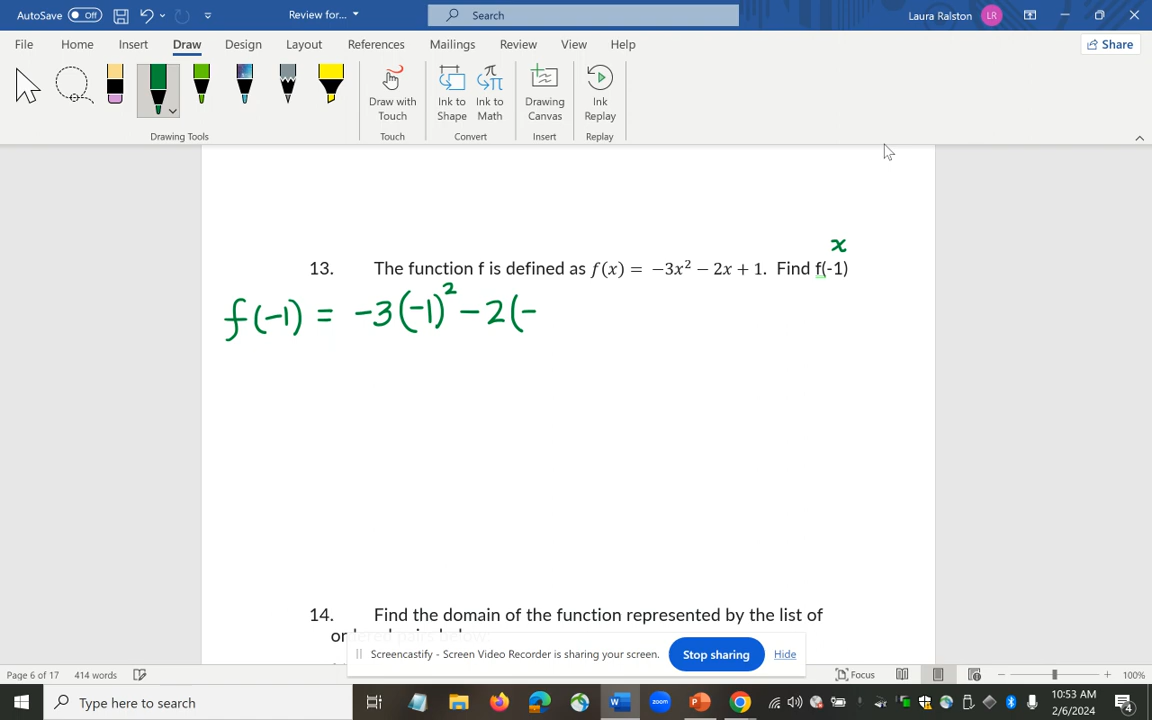 AutoSave Off Review for... Search Laura Ralston LR
File Home Insert Draw Design Layout References Mailings Review View Help Share
Draw with Touch Ink to Shape Ink to Math Drawing Canvas Ink Replay
Drawing Tools Touch Convert Insert Replay
x
13. The function f is defined as f(x) = −3x² − 2x + 1. Find f(-1)
f(-1) = -3(-1)² - 2(-
14. Find the domain of the function represented by the list of
ordered pairs below:
Screencastify - Screen Video Recorder is sharing your screen. Stop sharing Hide
Page 6 of 17 414 words Focus 100%
Type here to search zoom 10:53 AM
2/6/2024 4